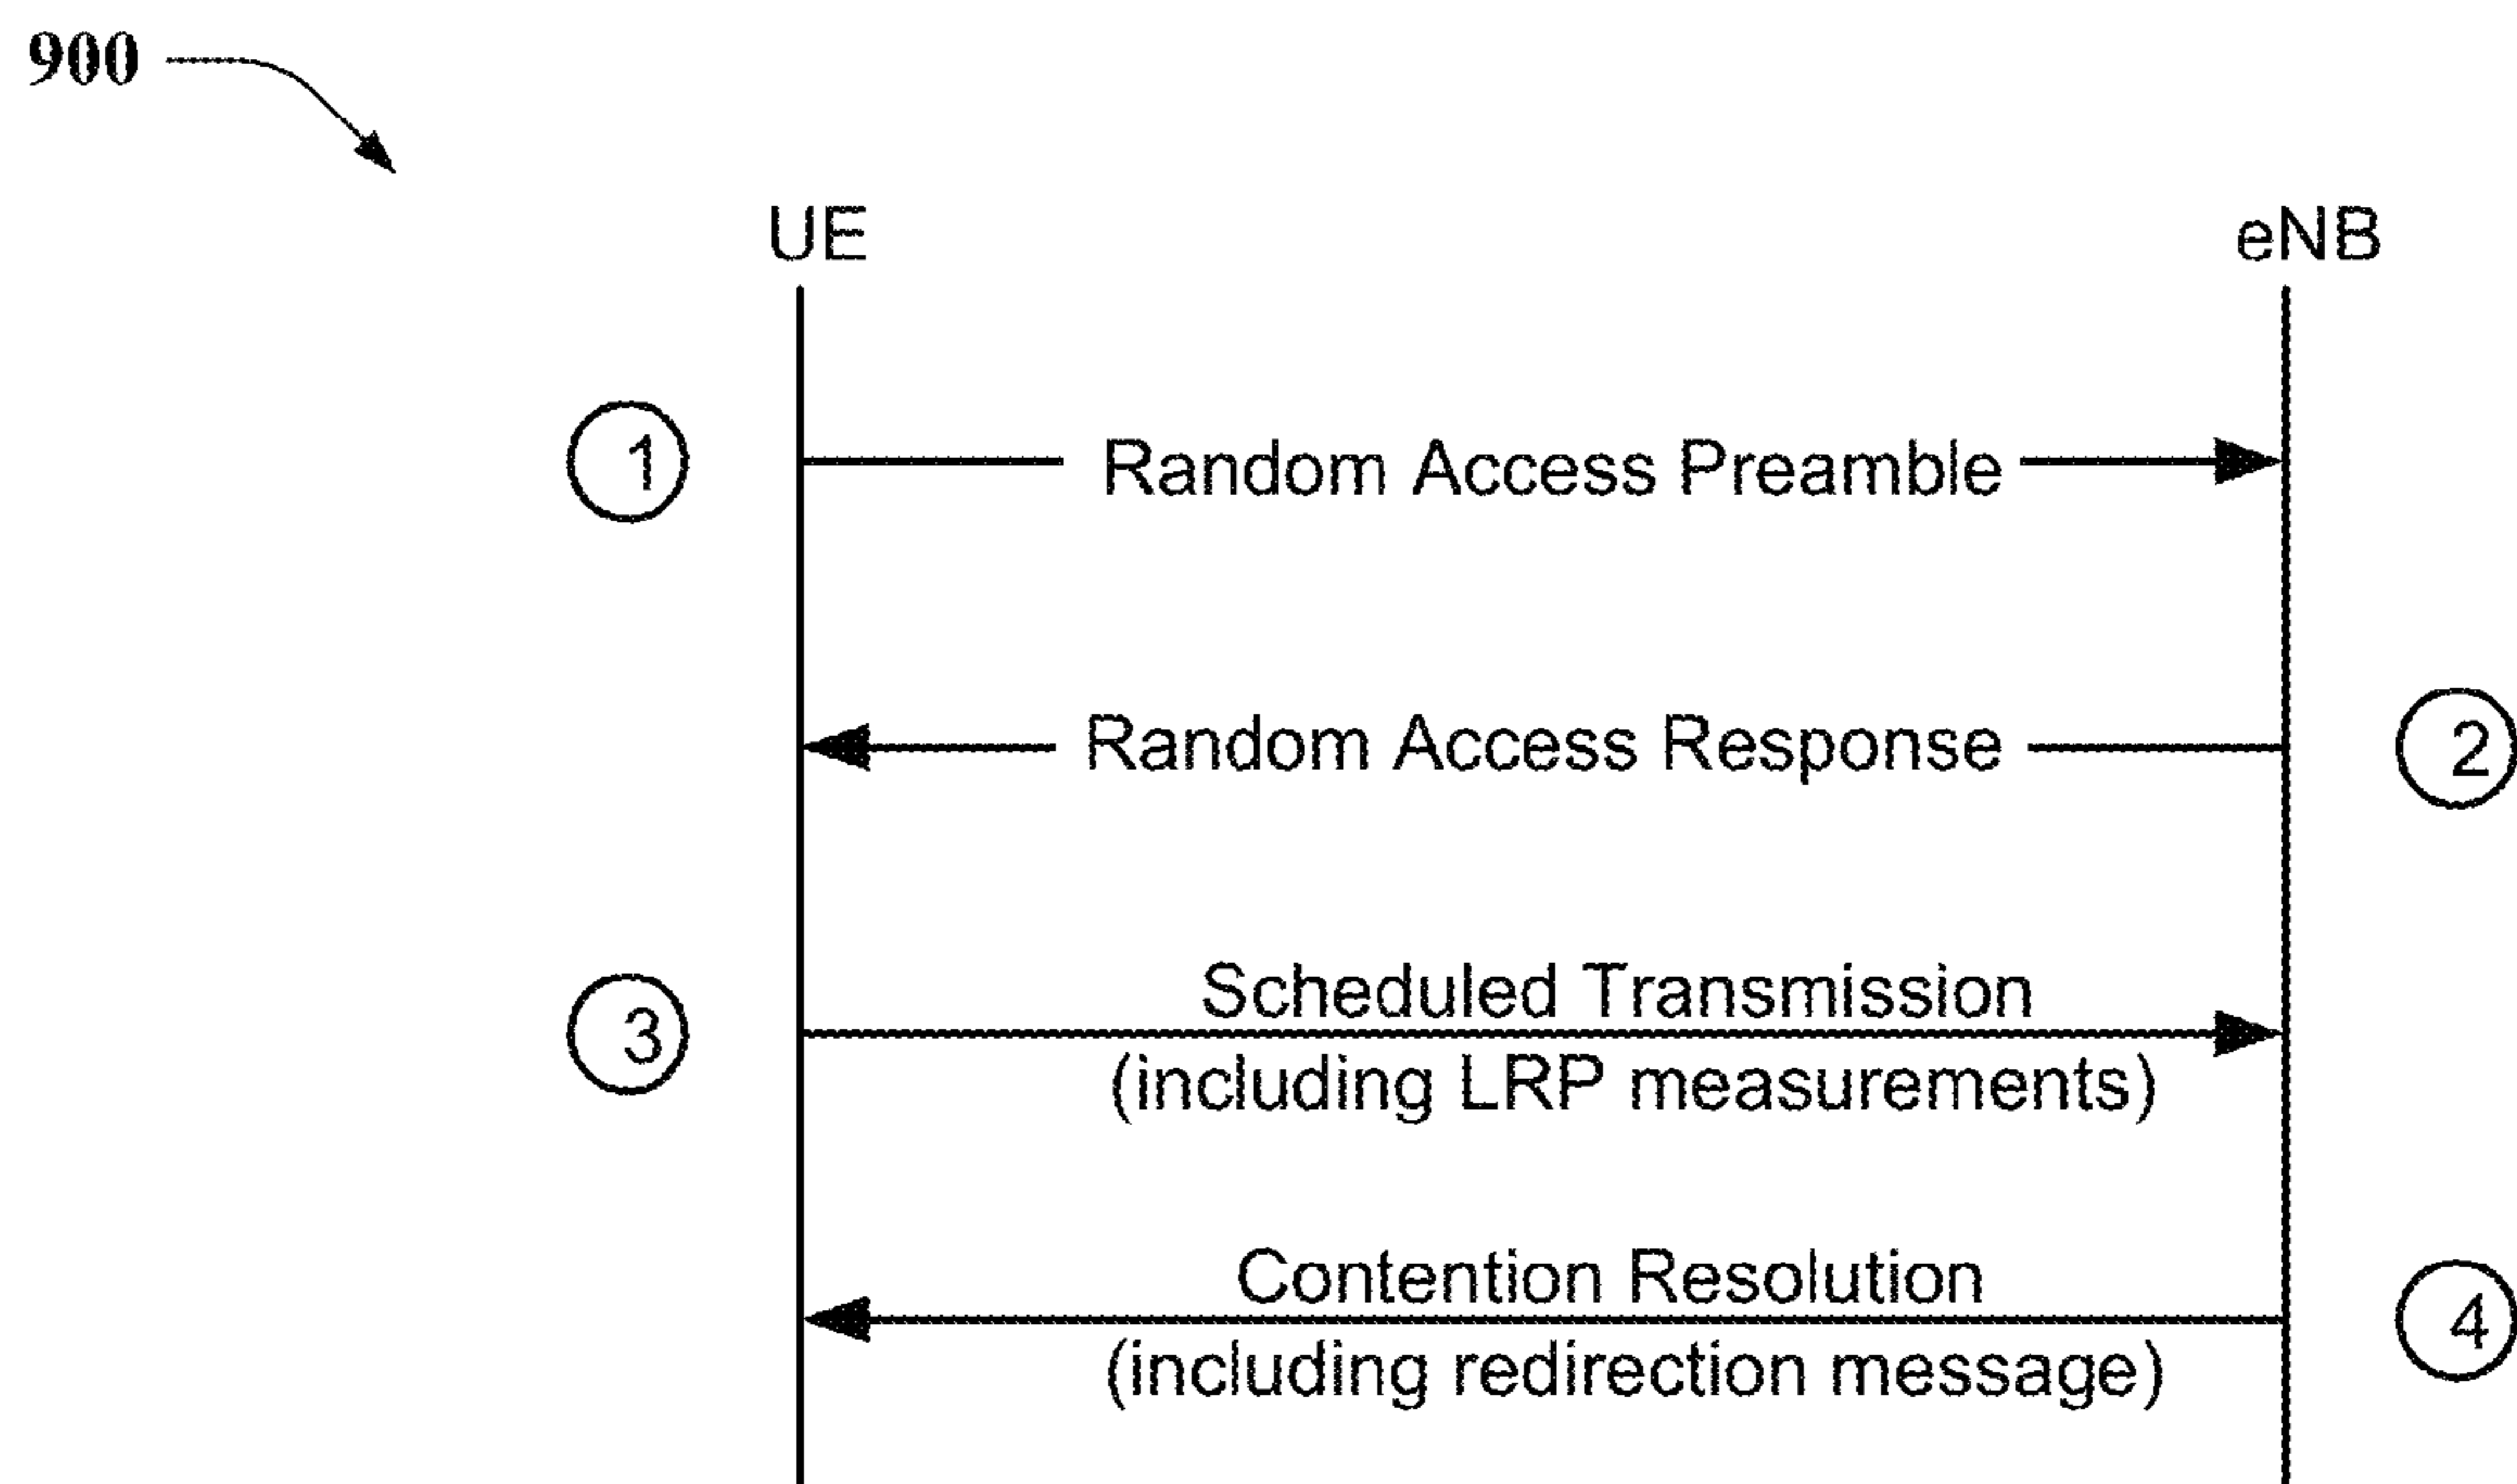 900
UE
eNB
1
Random Access Preamble
Random Access Response
2
Scheduled Transmission
3
(including LRP measurements)
Contention Resolution
4
(including redirection message)